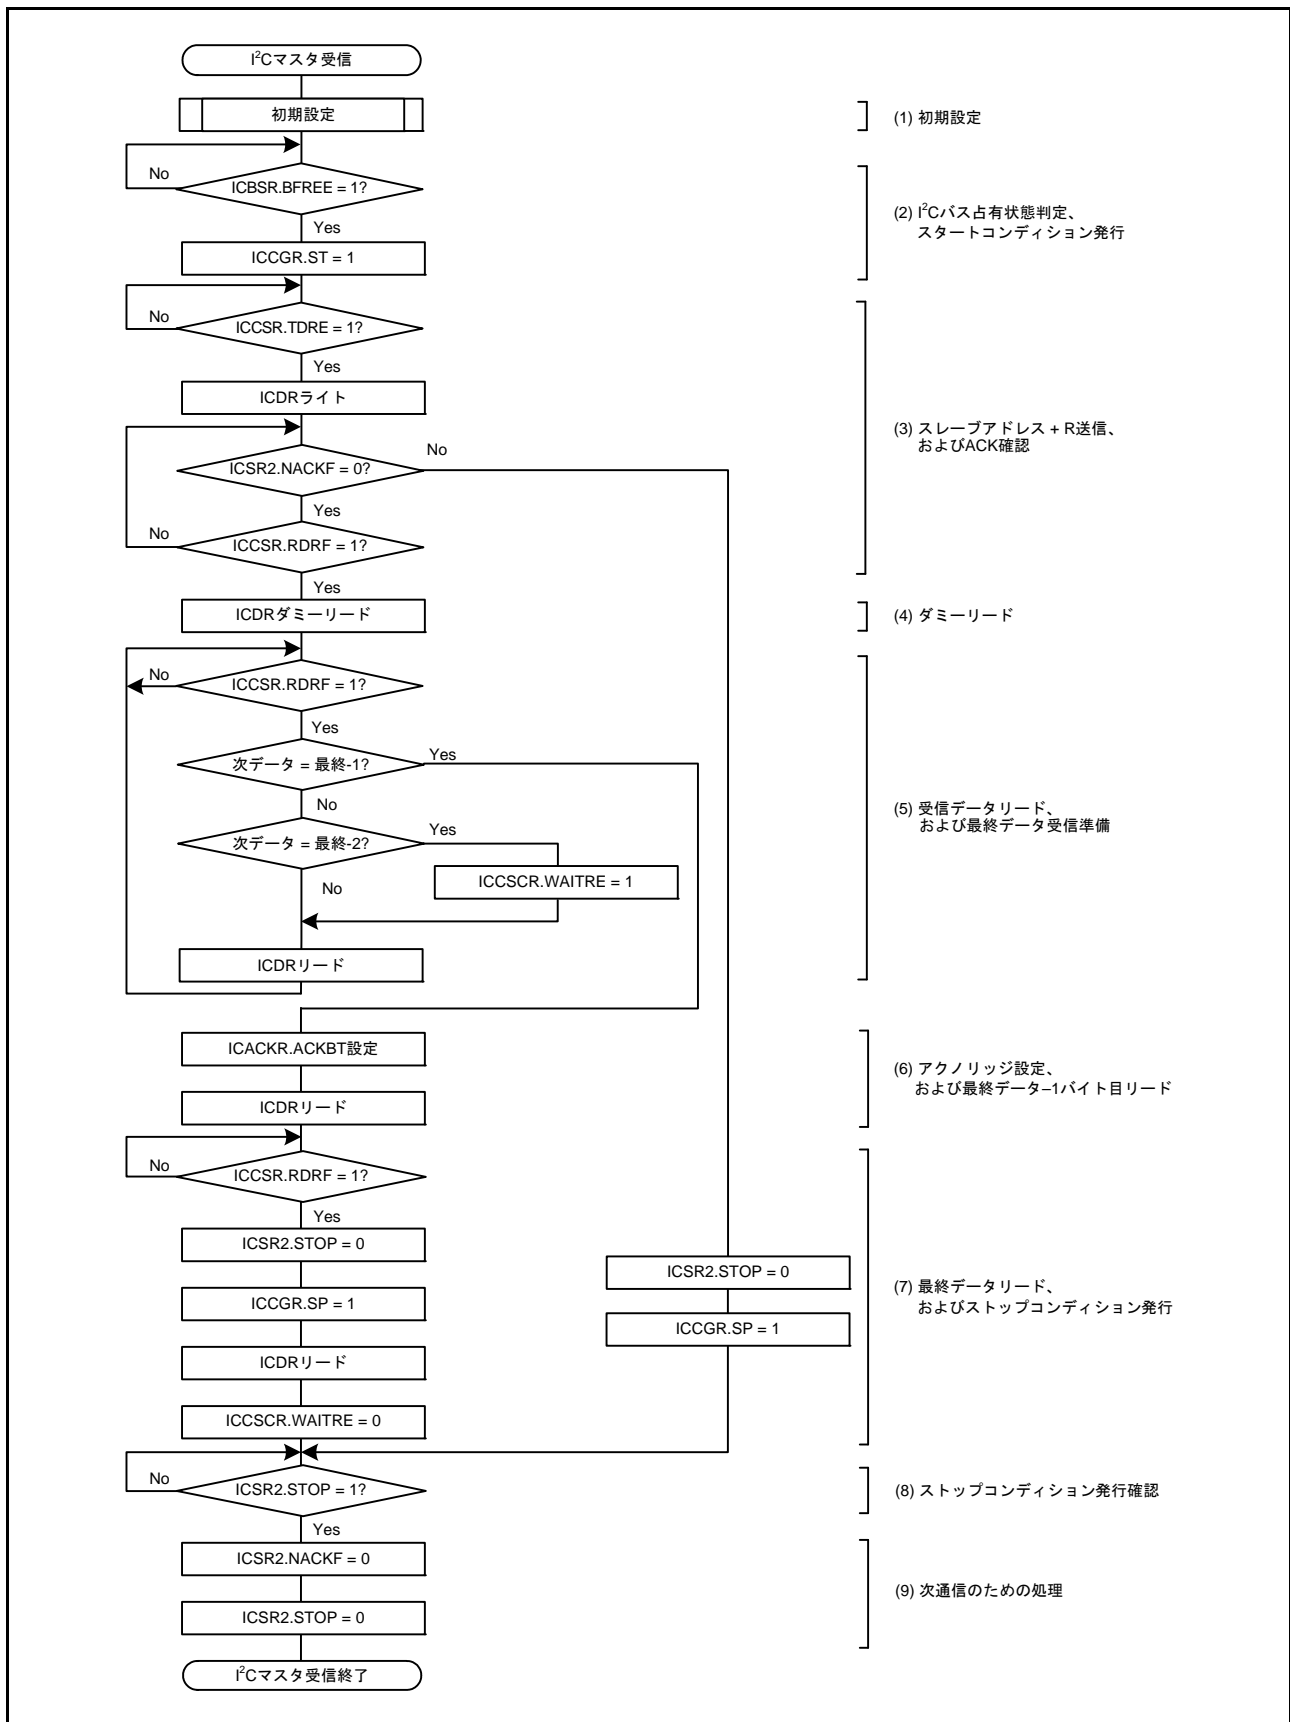 I²Cマスタ受信
初期設定
(1) 初期設定
No
ICBSR.BFREE = 1?
Yes
(2) I²Cバス占有状態判定、
スタートコンディション発行
ICCGR.ST = 1
No
ICCSR.TDRE = 1?
Yes
ICDRライト
(3) スレーブアドレス + R送信、
およびACK確認
No
ICSR2.NACKF = 0?
Yes
No
ICCSR.RDRF = 1?
Yes
ICDRダミーリード
(4) ダミーリード
No
ICCSR.RDRF = 1?
Yes
次データ = 最終-1?
Yes
No
(5) 受信データリード、
および最終データ受信準備
次データ = 最終-2?
Yes
ICCSCR.WAITRE = 1
No
ICDRリード
ICACKR.ACKBT設定
(6) アクノリッジ設定、
および最終データ–1バイト目リード
ICDRリード
No
ICCSR.RDRF = 1?
Yes
ICSR2.STOP = 0
ICSR2.STOP = 0
(7) 最終データリード、
およびストップコンディション発行
ICCGR.SP = 1
ICCGR.SP = 1
ICDRリード
ICCSCR.WAITRE = 0
No
ICSR2.STOP = 1?
(8) ストップコンディション発行確認
Yes
ICSR2.NACKF = 0
(9) 次通信のための処理
ICSR2.STOP = 0
I²Cマスタ受信終了